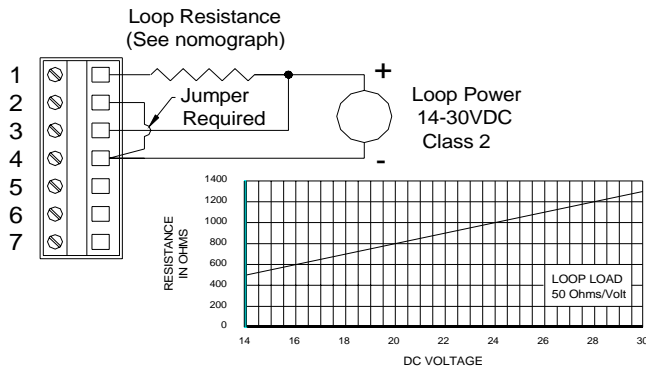 Loop Resistance
(See nomograph)
1
2
3
4
5
6
7
Jumper
Required
+
-
Loop Power
14-30VDC
Class 2
RESISTANCE
IN OHMS
1400
1200
1000
800
600
400
200
0
LOOP LOAD
50 Ohms/Volt
14 16 18 20 22 24 26 28 30
DC VOLTAGE